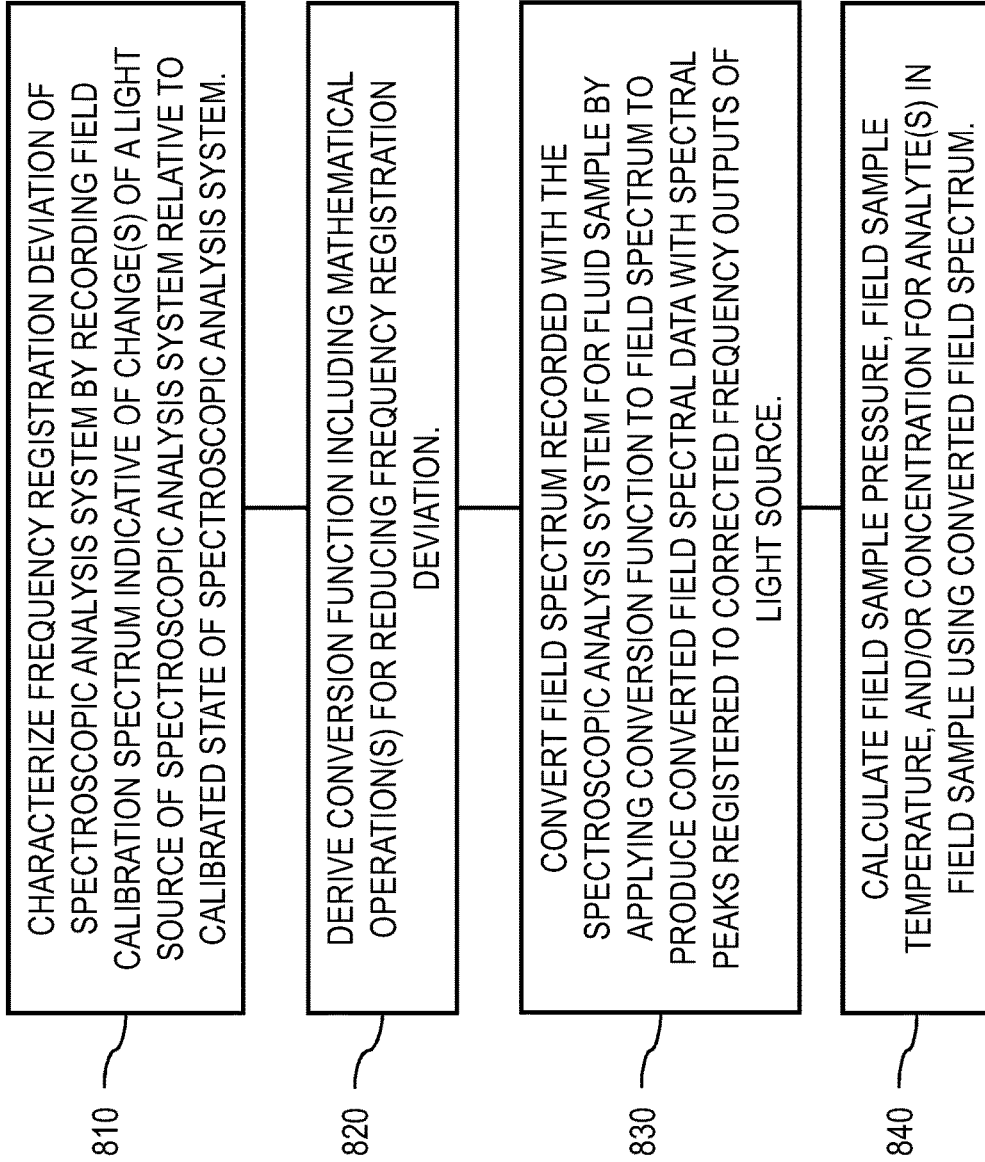 CHARACTERIZE FREQUENCY REGISTRATION DEVIATION OF
SPECTROSCOPIC ANALYSIS SYSTEM BY RECORDING FIELD
CALIBRATION SPECTRUM INDICATIVE OF CHANGE(S) OF A LIGHT
SOURCE OF SPECTROSCOPIC ANALYSIS SYSTEM RELATIVE TO
CALIBRATED STATE OF SPECTROSCOPIC ANALYSIS SYSTEM.
810
DERIVE CONVERSION FUNCTION INCLUDING MATHEMATICAL
OPERATION(S) FOR REDUCING FREQUENCY REGISTRATION
DEVIATION.
820
CONVERT FIELD SPECTRUM RECORDED WITH THE
SPECTROSCOPIC ANALYSIS SYSTEM FOR FLUID SAMPLE BY
APPLYING CONVERSION FUNCTION TO FIELD SPECTRUM TO
PRODUCE CONVERTED FIELD SPECTRAL DATA WITH SPECTRAL
PEAKS REGISTERED TO CORRECTED FREQUENCY OUTPUTS OF
LIGHT SOURCE.
830
CALCULATE FIELD SAMPLE PRESSURE, FIELD SAMPLE
TEMPERATURE, AND/OR CONCENTRATION FOR ANALYTE(S) IN
FIELD SAMPLE USING CONVERTED FIELD SPECTRUM.
840